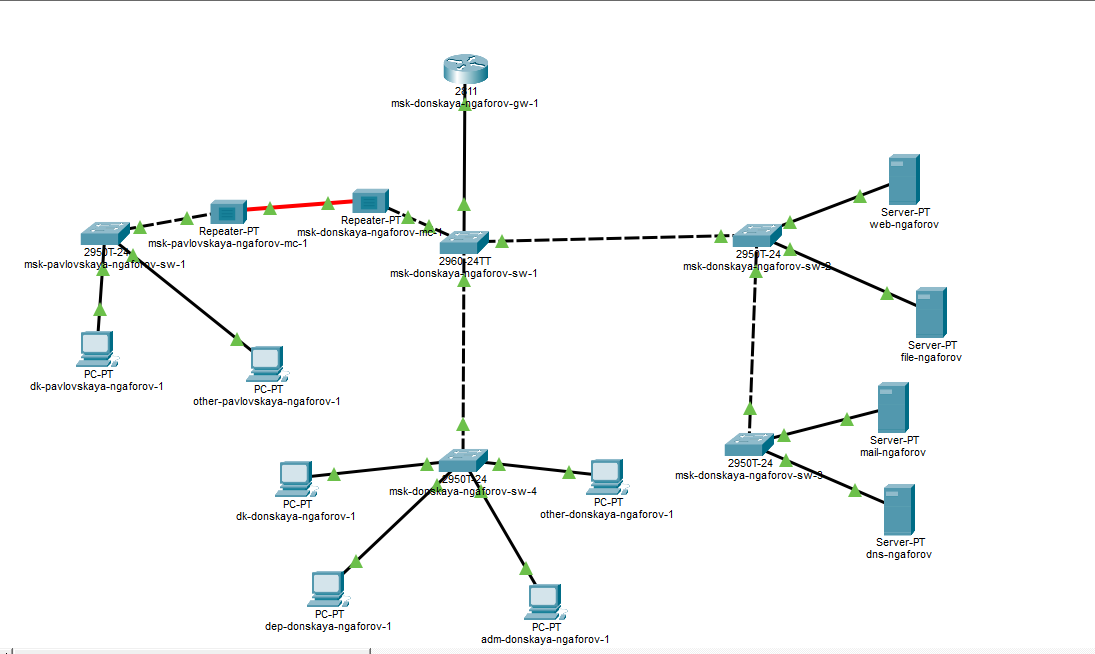 2811
msk-donskaya-ngaforov-gw-1
Repeater-PT
msk-pavlovskaya-ngaforov-mc-1
Repeater-PT
msk-donskaya-ngaforov-mc-1
2950T-24
msk-pavlovskaya-ngaforov-sw-1
2960-24TT
msk-donskaya-ngaforov-sw-1
2950T-24
msk-donskaya-ngaforov-sw-2
Server-PT
web-ngaforov
Server-PT
file-ngaforov
PC-PT
dk-pavlovskaya-ngaforov-1
PC-PT
other-pavlovskaya-ngaforov-1
2950T-24
msk-donskaya-ngaforov-sw-3
Server-PT
mail-ngaforov
Server-PT
dns-ngaforov
2950T-24
msk-donskaya-ngaforov-sw-4
PC-PT
dk-donskaya-ngaforov-1
PC-PT
other-donskaya-ngaforov-1
PC-PT
dep-donskaya-ngaforov-1
PC-PT
adm-donskaya-ngaforov-1